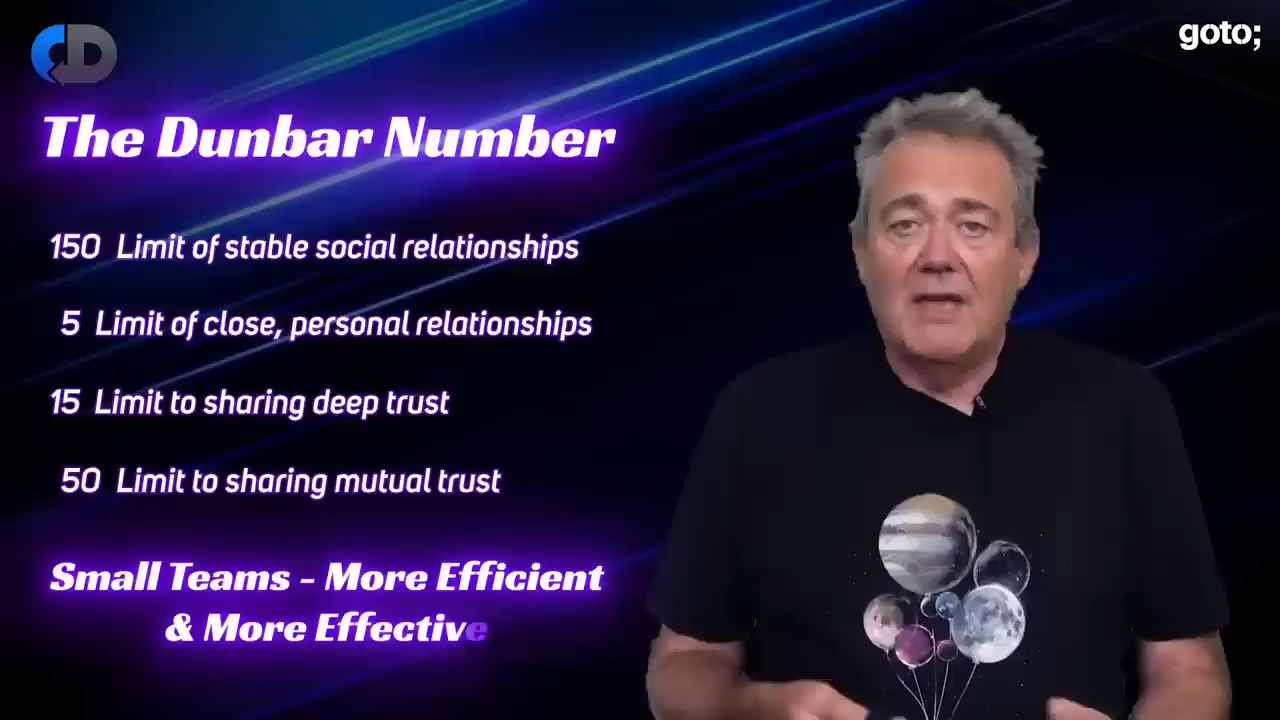 CD
goto;
The Dunbar Number
150 Limit of stable social relationships
5 Limit of close, personal relationships
15 Limit to sharing deep trust
50 Limit to sharing mutual trust
Small Teams - More Efficient
& More Effective